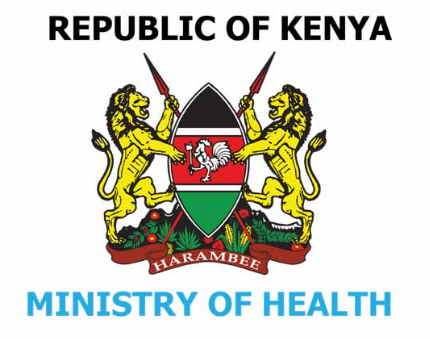 REPUBLIC OF KENYA
HARAMBEE
MINISTRY OF HEALTH